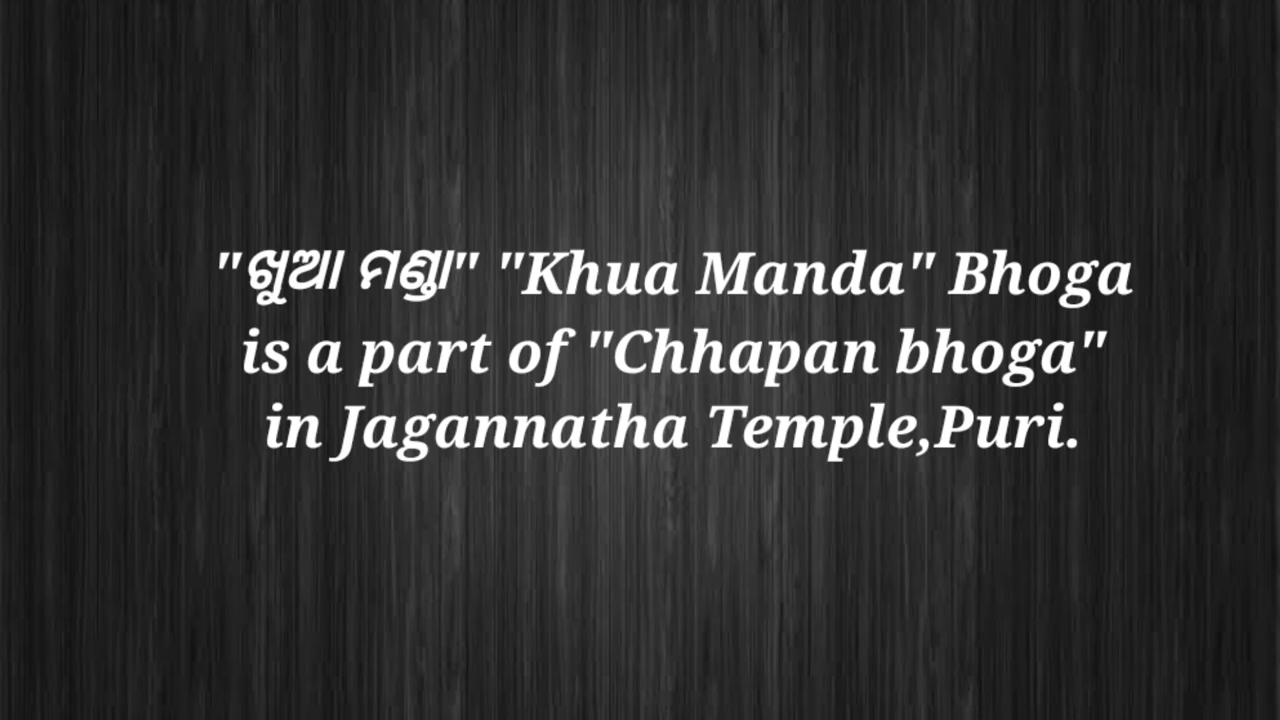 "ଖୁଆ ମଣ୍ଡା" "Khua Manda" Bhoga
is a part of "Chhapan bhoga"
in Jagannatha Temple,Puri.